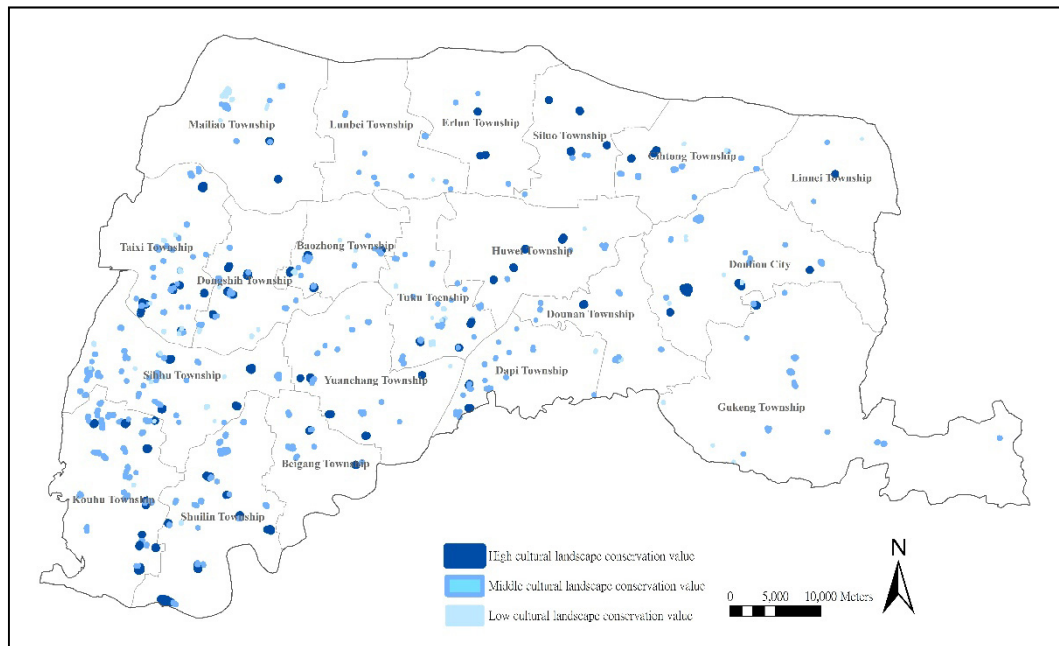 Mailiao Township
Lunbei Township
Erlun Township
Siluo Township
Cihtong Township
Linnei Township
Taixi Township
Baozhong Township
Huwei Township
Douliou City
Dongshih Township
Tuku Township
Dounan Township
Sihhu Township
Yuanchang Township
Dapi Township
Gukeng Township
Beigang Township
Kouhu Township
Shuilin Township
High cultural landscape conservation value
Middle cultural landscape conservation value
Low cultural landscape conservation value
N
0 5,000 10,000 Meters